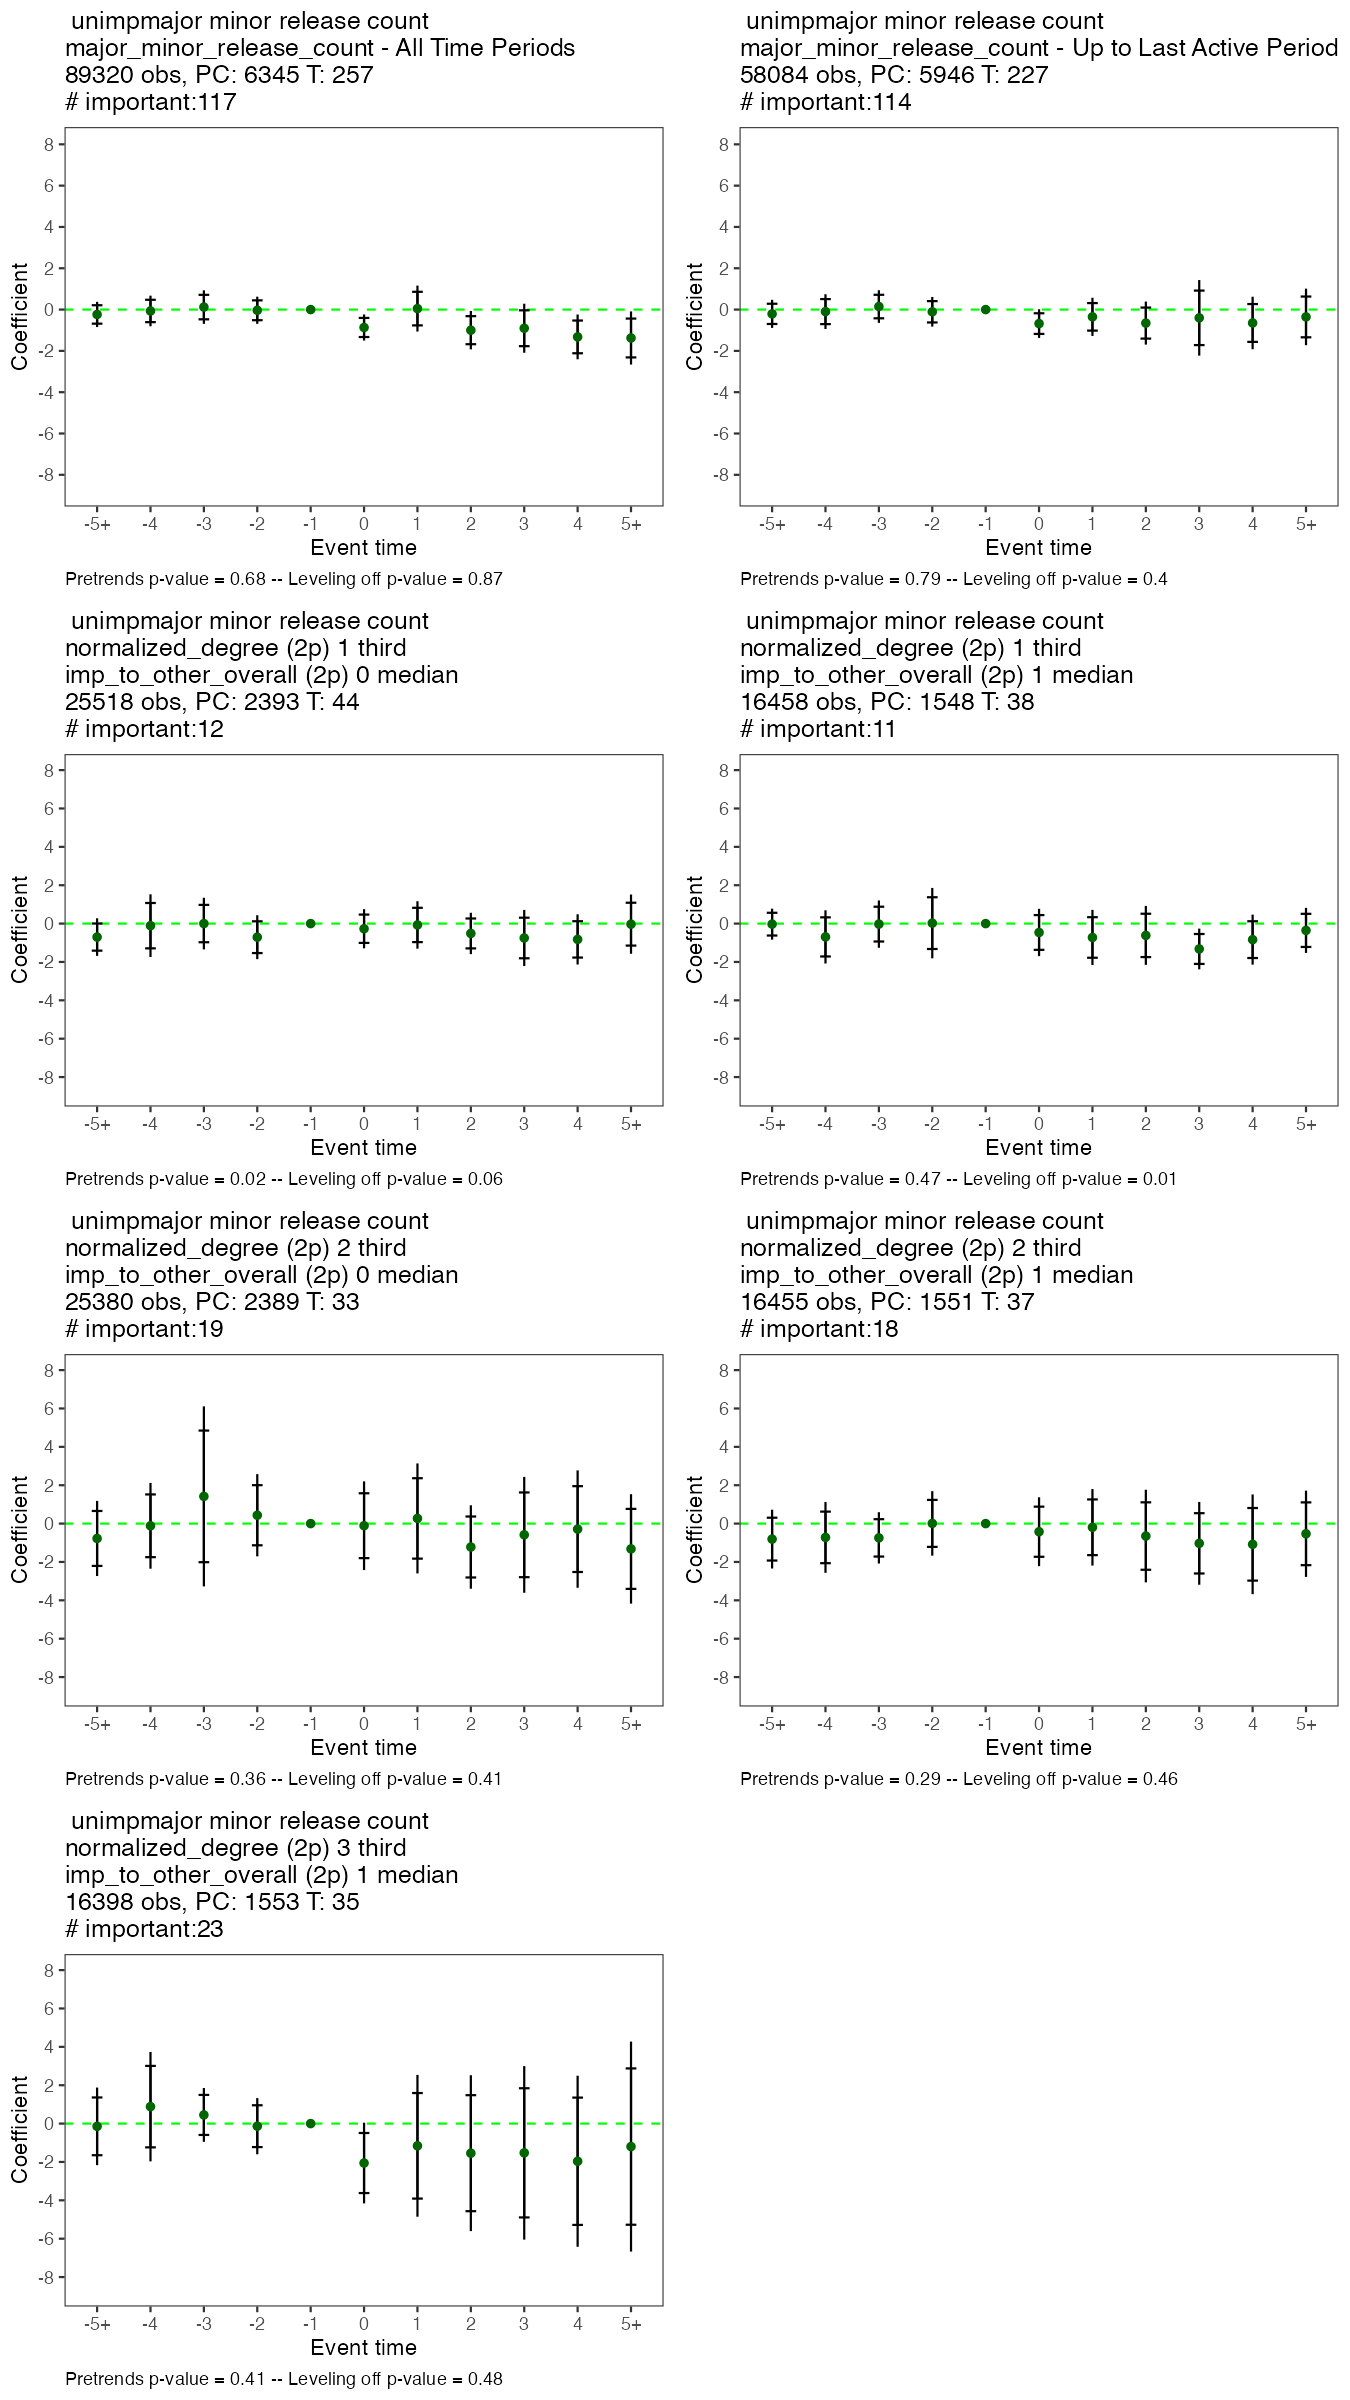 unimpmajor minor release count
major_minor_release_count - All Time Periods
89320 obs, PC: 6345 T: 257
# important:117
Coefficient
8
6
4
2
0
-2
-4
-6
-8
-5+ -4 -3 -2 -1 0 1 2 3 4 5+
Event time
Pretrends p-value = 0.68 -- Leveling off p-value = 0.87
unimpmajor minor release count
major_minor_release_count - Up to Last Active Period
58084 obs, PC: 5946 T: 227
# important:114
Coefficient
8
6
4
2
0
-2
-4
-6
-8
-5+ -4 -3 -2 -1 0 1 2 3 4 5+
Event time
Pretrends p-value = 0.79 -- Leveling off p-value = 0.4
unimpmajor minor release count
normalized_degree (2p) 1 third
imp_to_other_overall (2p) 0 median
25518 obs, PC: 2393 T: 44
# important:12
Coefficient
8
6
4
2
0
-2
-4
-6
-8
-5+ -4 -3 -2 -1 0 1 2 3 4 5+
Event time
Pretrends p-value = 0.02 -- Leveling off p-value = 0.06
unimpmajor minor release count
normalized_degree (2p) 1 third
imp_to_other_overall (2p) 1 median
16458 obs, PC: 1548 T: 38
# important:11
Coefficient
8
6
4
2
0
-2
-4
-6
-8
-5+ -4 -3 -2 -1 0 1 2 3 4 5+
Event time
Pretrends p-value = 0.47 -- Leveling off p-value = 0.01
unimpmajor minor release count
normalized_degree (2p) 2 third
imp_to_other_overall (2p) 0 median
25380 obs, PC: 2389 T: 33
# important:19
Coefficient
8
6
4
2
0
-2
-4
-6
-8
-5+ -4 -3 -2 -1 0 1 2 3 4 5+
Event time
Pretrends p-value = 0.36 -- Leveling off p-value = 0.41
unimpmajor minor release count
normalized_degree (2p) 2 third
imp_to_other_overall (2p) 1 median
16455 obs, PC: 1551 T: 37
# important:18
Coefficient
8
6
4
2
0
-2
-4
-6
-8
-5+ -4 -3 -2 -1 0 1 2 3 4 5+
Event time
Pretrends p-value = 0.29 -- Leveling off p-value = 0.46
unimpmajor minor release count
normalized_degree (2p) 3 third
imp_to_other_overall (2p) 1 median
16398 obs, PC: 1553 T: 35
# important:23
Coefficient
8
6
4
2
0
-2
-4
-6
-8
-5+ -4 -3 -2 -1 0 1 2 3 4 5+
Event time
Pretrends p-value = 0.41 -- Leveling off p-value = 0.48